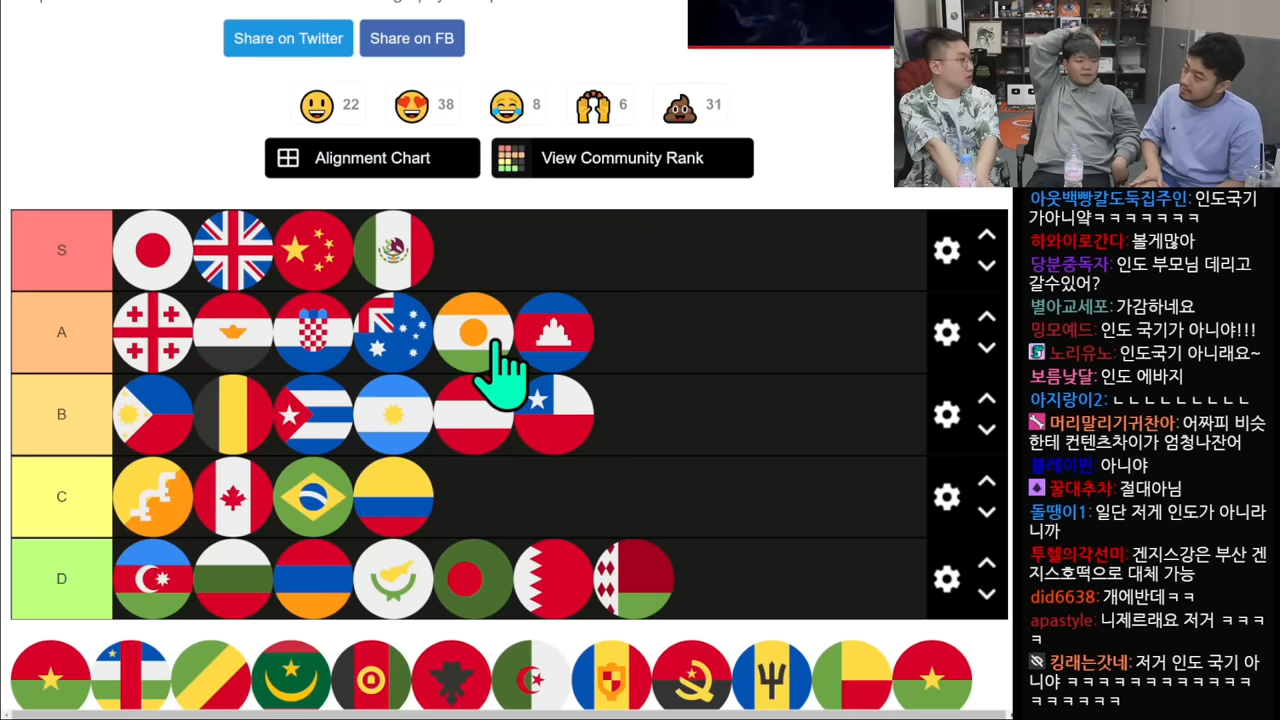 Share on Twitter
Share on FB
22
38
8
6
31
Alignment Chart
View Community Rank
S
A
B
C
D
아웃백빵칼도둑집주인: 인도국기
가아니얔ㅋㅋㅋㅋㅋㅋㅋ
하와이로간다: 볼게많아
당분중독자: 인도 부모님 데리고
갈수있어?
별아교세포: 가감하네요
밍모예드: 인도 국기가 아니야!!!
노리유노: 인도국기 아니래요~
보름낮달: 인도 에바지
아지랑이2: ㄴㄴㄴㄴㄴㄴㄴㄴㄴ
머리말리기귀찬아: 어짜피 비슷
한테 컨텐츠차이가 엄청나잔어
블레이핀: 아니야
꿀대추차: 절대아님
돌땡이1: 일단 저게 인도가 아니라
니까
투헬의각선미: 겐지스강은 부산 겐
지스호떡으로 대체 가능
did6638: 개에반데ㅋㅋ
apastyle: 니제르래요 저거 ㅋㅋㅋ
ㅋ
킹래는갓네: 저거 인도 국기 아
니야 ㅋㅋㅋㅋㅋㅋㅋㅋㅋㅋㅋㅋ
ㅋㅋㅋㅋㅋㅋ